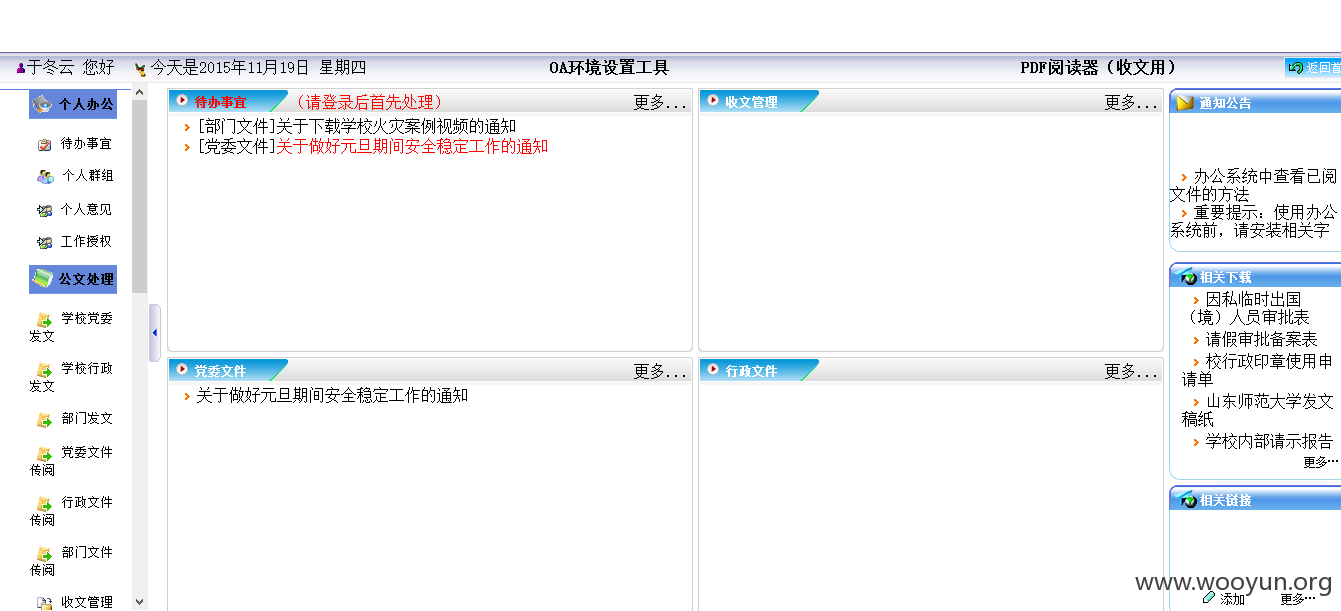 于冬云 您好 今天是2015年11月19日 星期四 OA环境设置工具 PDF阅读器（收文用） 返回首
个人办公
待办事宜
个人群组
个人意见
工作授权
公文处理
学校党委
发文
学校行政
发文
部门发文
党委文件
传阅
行政文件
传阅
部门文件
传阅
收文管理
待办事宜 （请登录后首先处理） 更多...
[部门文件]关于下载学校火灾案例视频的通知
[党委文件]关于做好元旦期间安全稳定工作的通知
收文管理 更多...
党委文件 更多...
关于做好元旦期间安全稳定工作的通知
行政文件 更多...
通知公告
办公系统中查看已阅
文件的方法
重要提示：使用办公
系统前，请安装相关字
相关下载
因私临时出国
（境）人员审批表
请假审批备案表
校行政印章使用申
请单
山东师范大学发文
稿纸
学校内部请示报告
更多...
相关链接
www.wooyun.org
添加 更多...